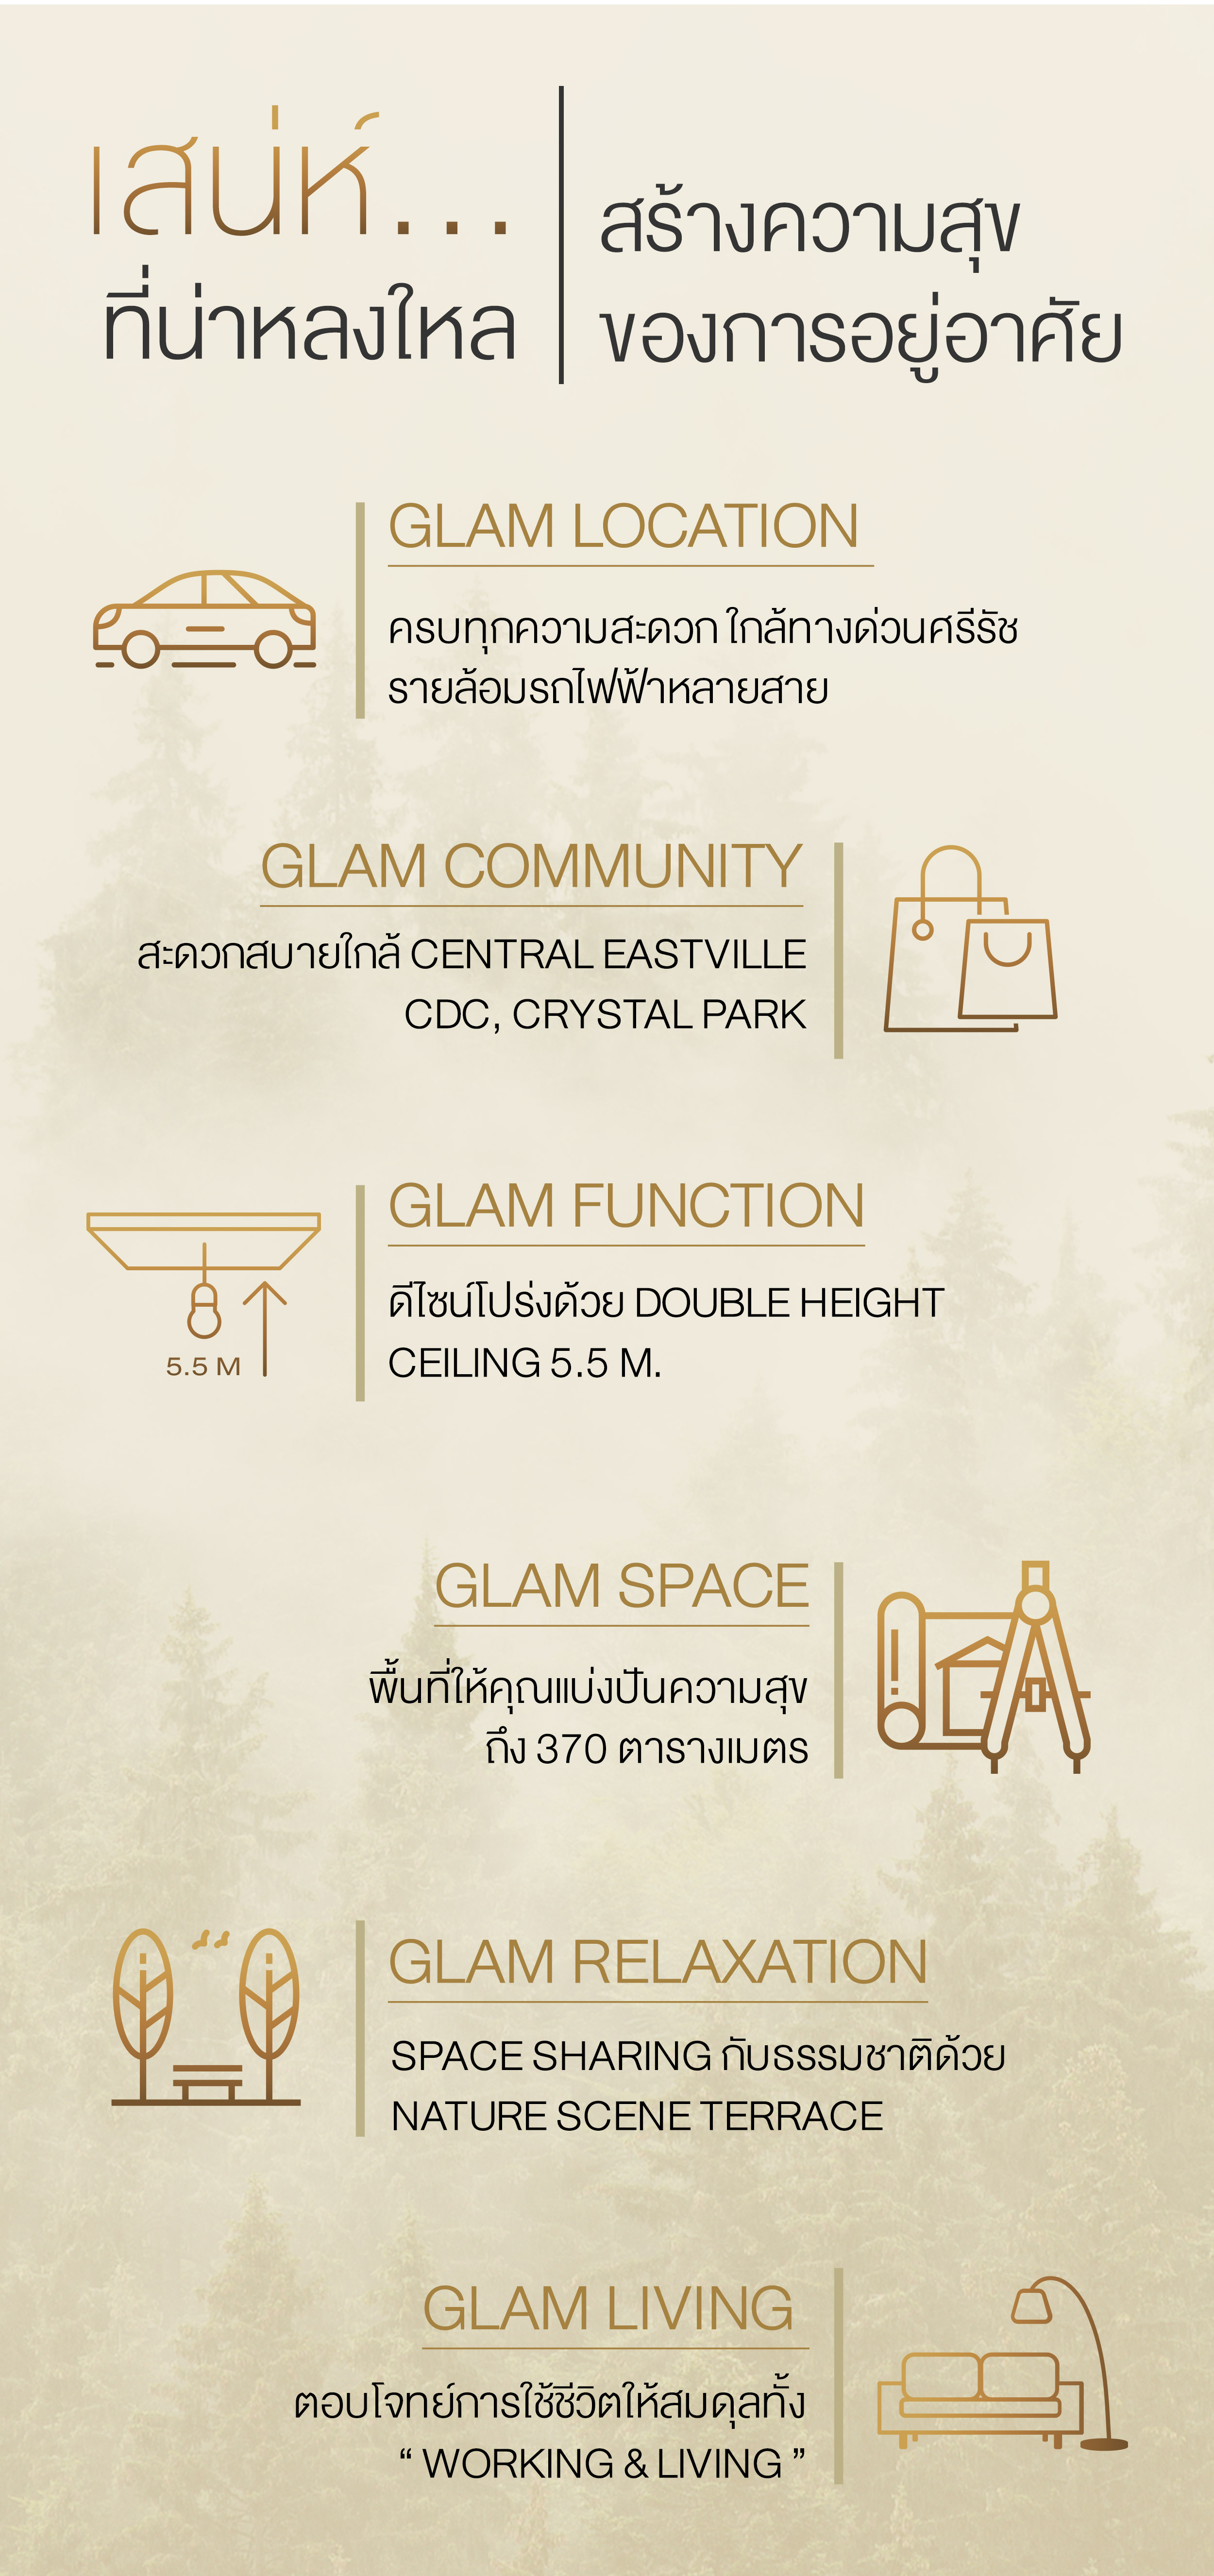 เสน่ห์...
ที่น่าหลงใหล
สร้างความสุข
ของการอยู่อาศัย
GLAM LOCATION
ครบทุกความสะดวก ใกล้ทางด่วนศรีรัช
รายล้อมรถไฟฟ้าหลายสาย
GLAM COMMUNITY
สะดวกสบายใกล้ CENTRAL EASTVILLE
CDC, CRYSTAL PARK
GLAM FUNCTION
ดีไซน์โปร่งด้วย DOUBLE HEIGHT
CEILING 5.5 M.
5.5 M
GLAM SPACE
พื้นที่ให้คุณแบ่งปันความสุข
ถึง 370 ตารางเมตร
GLAM RELAXATION
SPACE SHARING กับธรรมชาติด้วย
NATURE SCENE TERRACE
GLAM LIVING
ตอบโจทย์การใช้ชีวิตให้สมดุลทั้ง
“ WORKING & LIVING ”